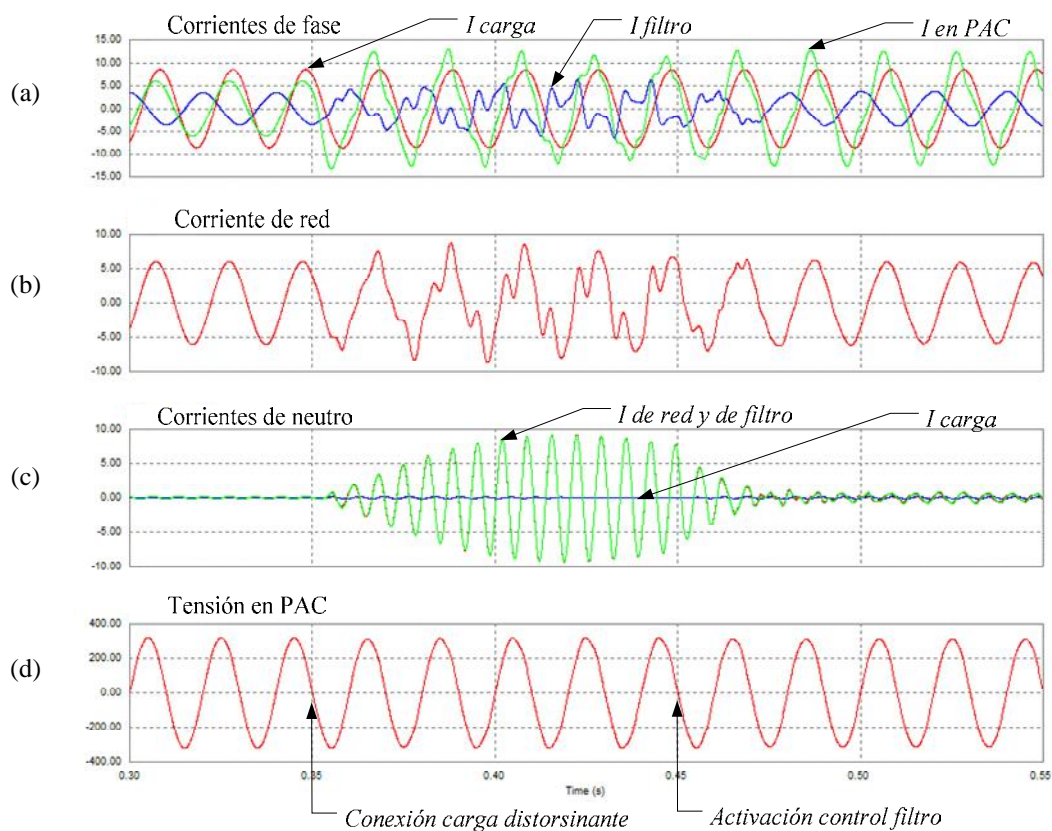 Corrientes de fase
I carga
I filtro
I en PAC
(a)
15.00
10.00
5.00
0.00
-5.00
-10.00
-15.00
Corriente de red
(b)
10.00
5.00
0.00
-5.00
-10.00
Corrientes de neutro
I de red y de filtro
I carga
(c)
10.00
5.00
0.00
-5.00
-10.00
Tensión en PAC
(d)
400.00
200.00
0.00
-200.00
-400.00
0.30 0.35 0.40 0.45 0.50 0.55
Time (s)
Conexión carga distorsinante
Activación control filtro